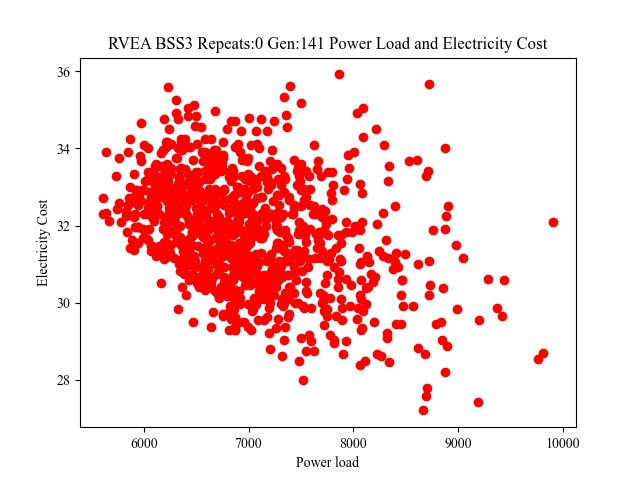 RVEA BSS3 Repeats:0 Gen:141 Power Load and Electricity Cost
36
34
32
30
28
Electricity Cost
6000 7000 8000 9000 10000
Power load